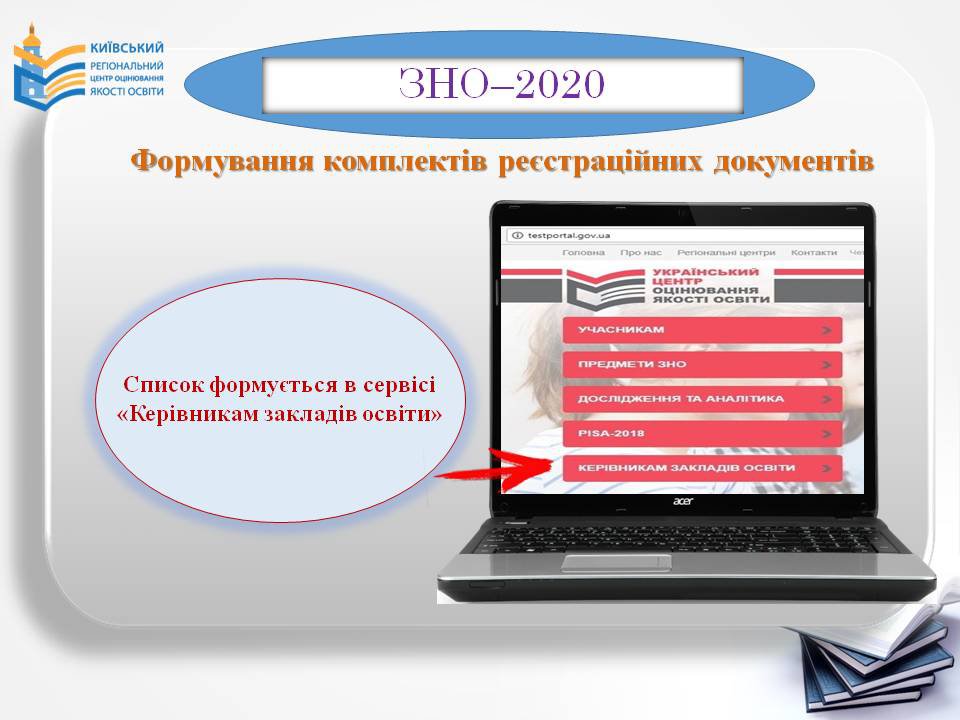 КИЇВСЬКИЙ
РЕГІОНАЛЬНИЙ
ЦЕНТР ОЦІНЮВАННЯ
ЯКОСТІ ОСВІТИ
ЗНО–2020
Формування комплектів реєстраційних документів
testportal.gov.ua
Головна Про нас Регіональні центри Контакти
УКРАЇНСЬКИЙ
ЦЕНТР
ОЦІНЮВАННЯ
ЯКОСТІ ОСВІТИ
УЧАСНИКАМ
ПРЕДМЕТИ ЗНО
ДОСЛІДЖЕННЯ ТА АНАЛІТИКА
PISA-2018
КЕРІВНИКАМ ЗАКЛАДІВ ОСВІТИ
acer
Список формується в сервісі
«Керівникам закладів освіти»